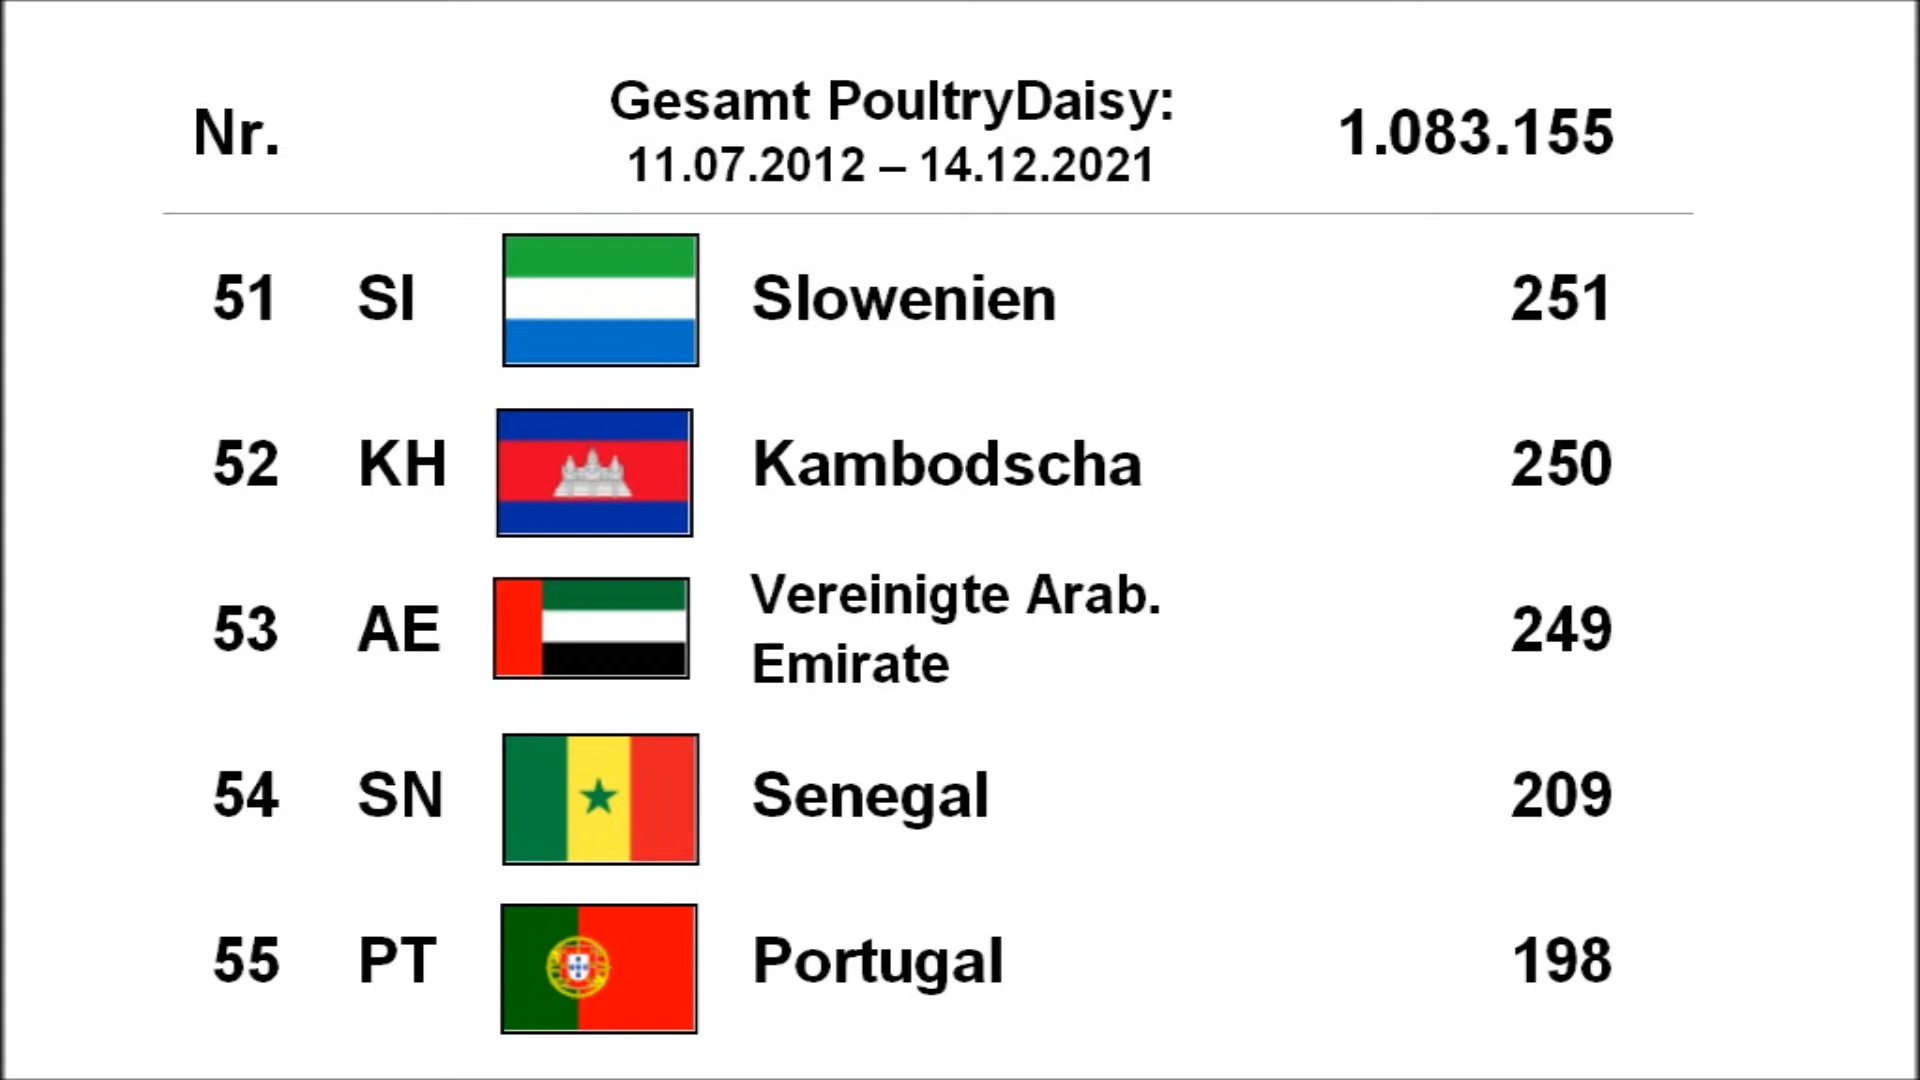 Nr. Gesamt PoultryDaisy: 1.083.155
11.07.2012 – 14.12.2021
51 SI Slowenien 251
52 KH Kambodscha 250
53 AE Vereinigte Arab. 249
Emirate
54 SN Senegal 209
55 PT Portugal 198